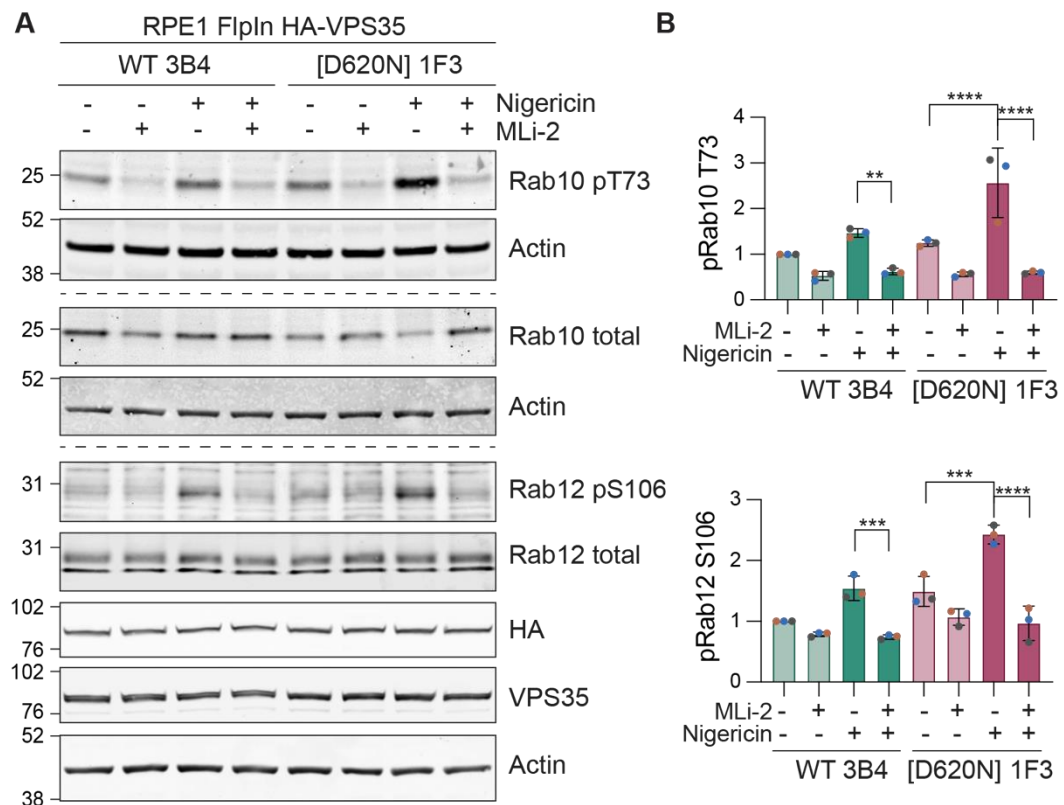 A
RPE1 FlpIn HA-VPS35
WT 3B4 [D620N] 1F3
- - + + - - + + Nigericin
- + - + - + - + MLi-2
25 Rab10 pT73
52
Actin
38
25 Rab10 total
52
Actin
31 Rab12 pS106
31 Rab12 total
102
HA
76
102
VPS35
76
52
Actin
38
B
pRab10 T73
4
3
2
1
0
**
****
****
MLi-2 - + - + - + - +
Nigericin - - + + - - + +
WT 3B4 [D620N] 1F3
pRab12 S106
3
2
1
0
***
***
****
MLi-2 - + - + - + - +
Nigericin - - + + - - + +
WT 3B4 [D620N] 1F3